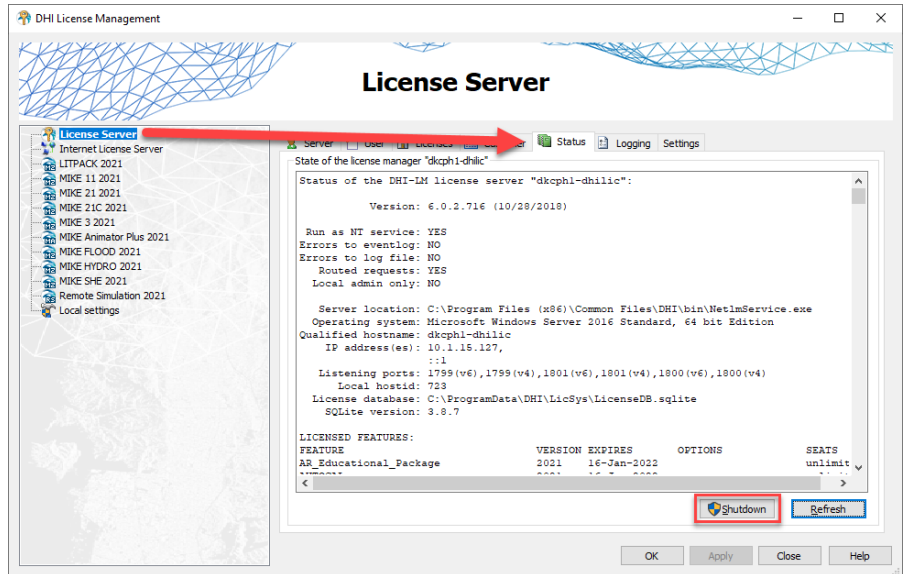 DHI License Management
License Server
License Server
Internet License Server
LITPACK 2021
MIKE 11 2021
MIKE 21 2021
MIKE 21C 2021
MIKE 3 2021
MIKE Animator Plus 2021
MIKE FLOOD 2021
MIKE HYDRO 2021
MIKE SHE 2021
Remote Simulation 2021
Local settings
Server User Licenses Status Logging Settings
State of the license manager "dkcph1-dhilic"
Status of the DHI-LM license server "dkcph1-dhilic":
Version: 6.0.2.716 (10/28/2018)
Run as NT service: YES
Errors to eventlog: NO
Errors to log file: NO
Routed requests: YES
Local admin only: NO
Server location: C:\Program Files (x86)\Common Files\DHI\bin\NetlmService.exe
Operating system: Microsoft Windows Server 2016 Standard, 64 bit Edition
Qualified hostname: dkcph1-dhilic
IP address(es): 10.1.15.127,
::1
Listening ports: 1799(v6),1799(v4),1801(v6),1801(v4),1800(v6),1800(v4)
Local hostid: 723
License database: C:\ProgramData\DHI\LicSys\LicenseDB.sqlite
SQLite version: 3.8.7
LICENSED FEATURES:
FEATURE VERSION EXPIRES OPTIONS SEATS
AR_Educational_Package 2021 16-Jan-2022 unlimit
Shutdown Refresh
OK Apply Close Help